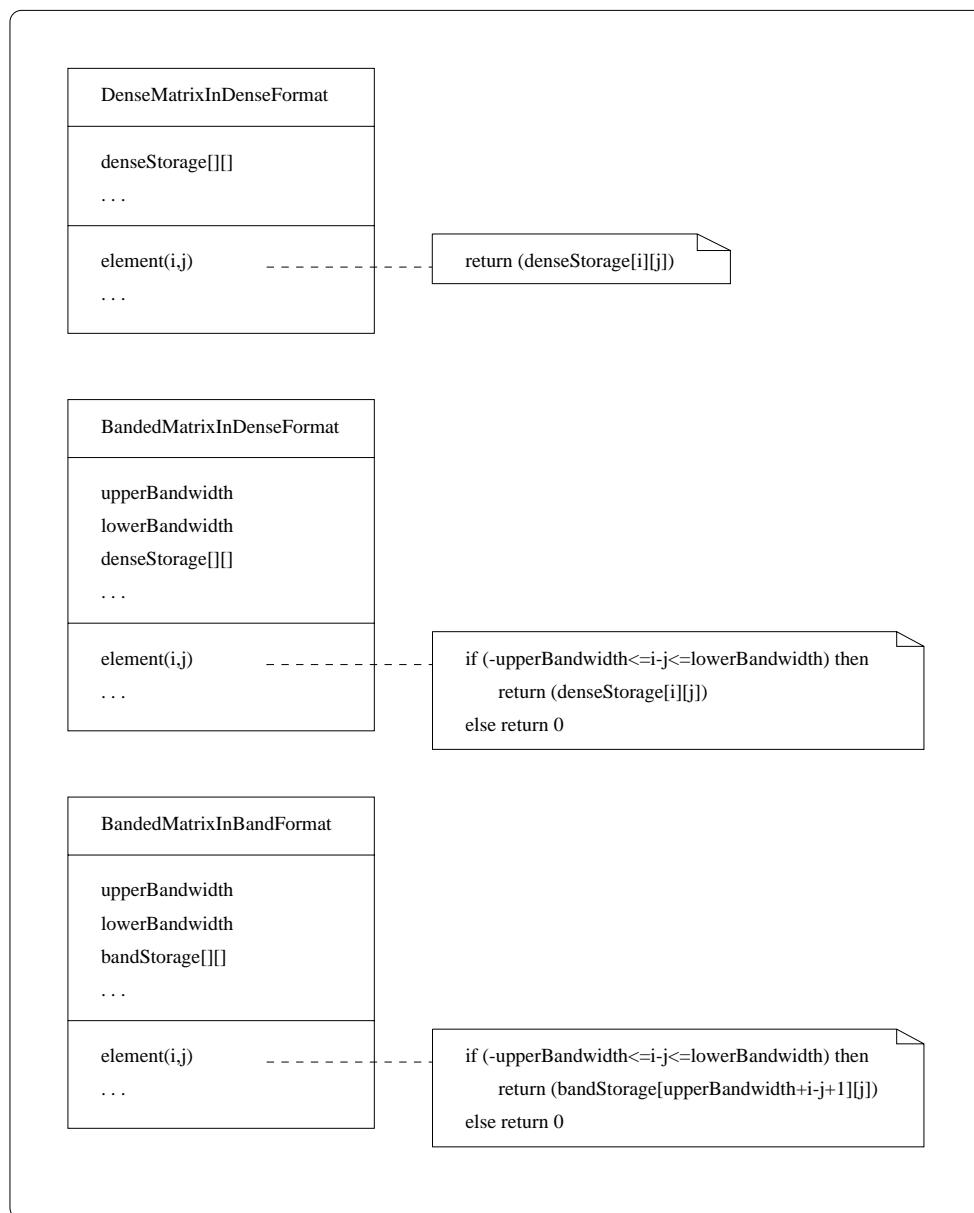 DenseMatrixInDenseFormat
denseStorage[][]
. . .
element(i,j)
. . .
return (denseStorage[i][j])
BandedMatrixInDenseFormat
upperBandwidth
lowerBandwidth
denseStorage[][]
. . .
element(i,j)
. . .
if (-upperBandwidth<=i-j<=lowerBandwidth) then
return (denseStorage[i][j])
else return 0
BandedMatrixInBandFormat
upperBandwidth
lowerBandwidth
bandStorage[][]
. . .
element(i,j)
. . .
if (-upperBandwidth<=i-j<=lowerBandwidth) then
return (bandStorage[upperBandwidth+i-j+1][j])
else return 0